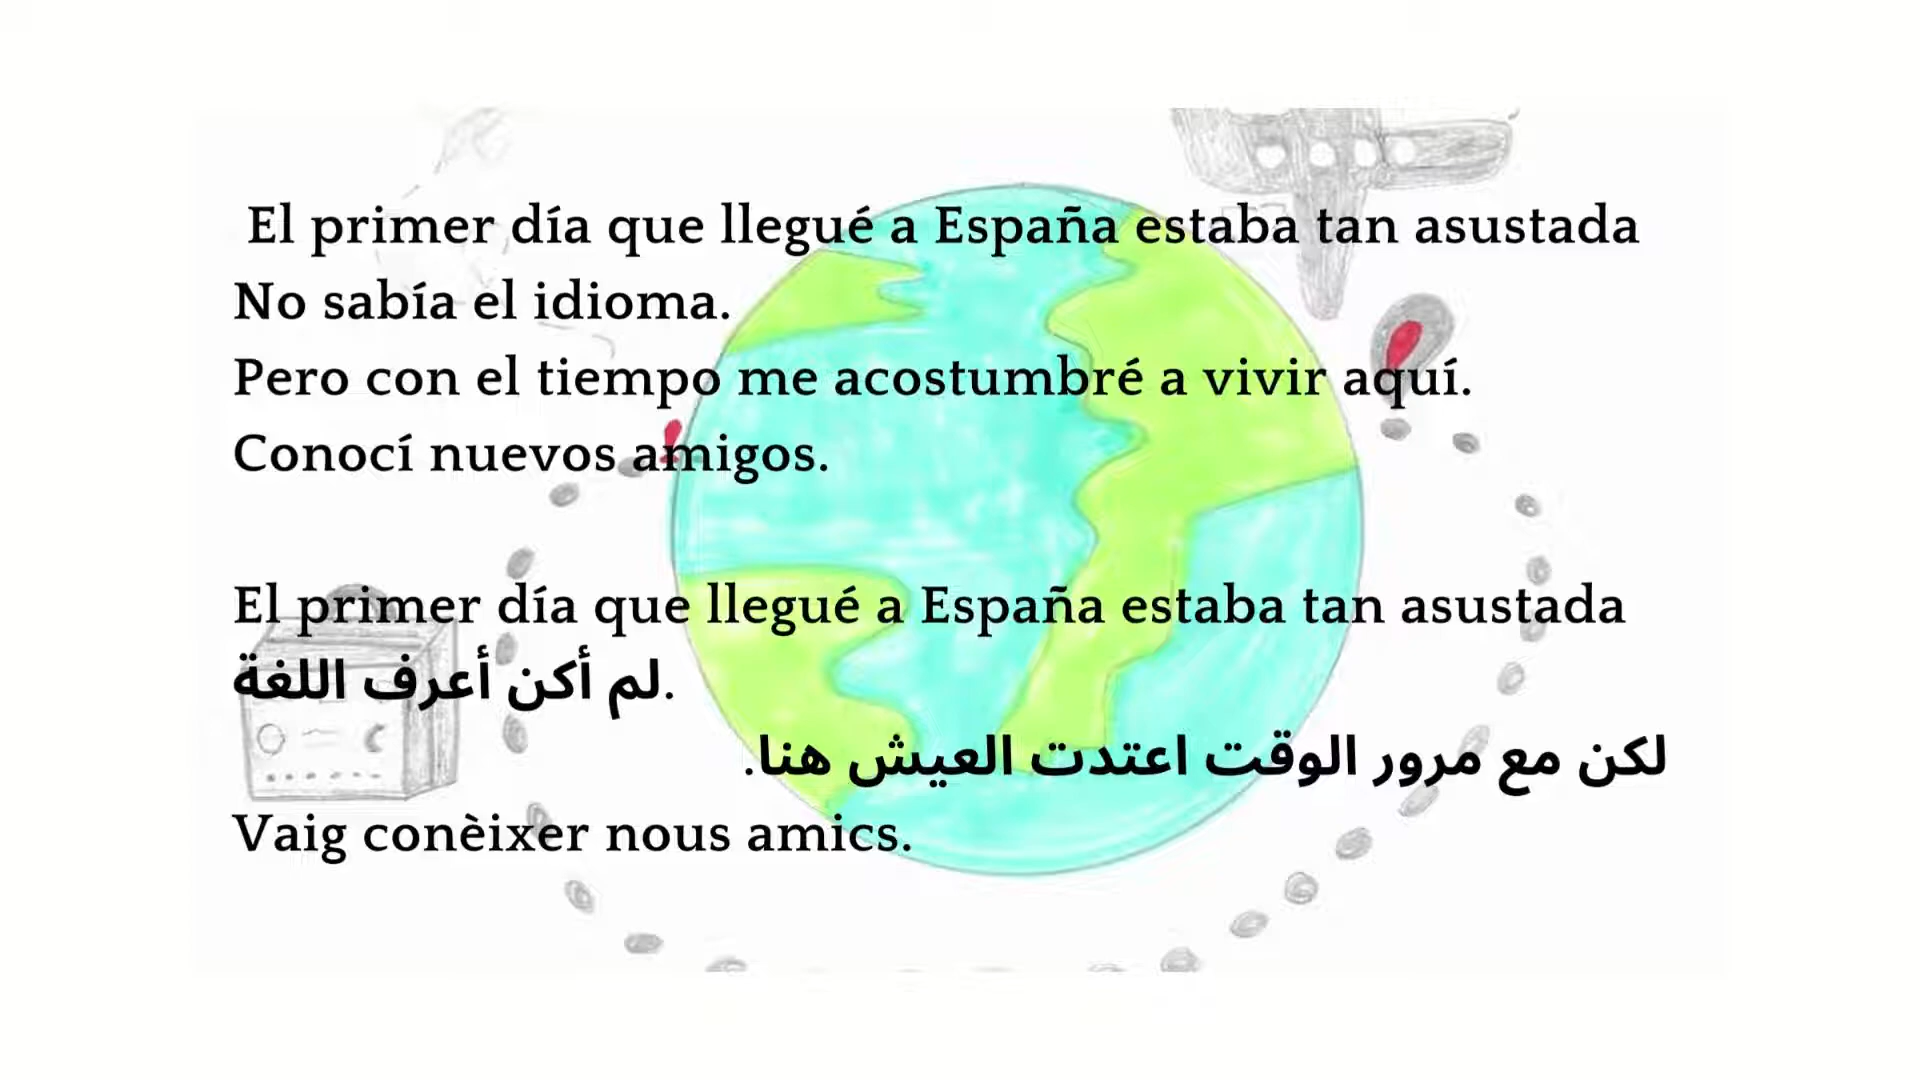 El primer día que llegué a España estaba tan asustada
No sabía el idioma.
Pero con el tiempo me acostumbré a vivir aquí.
Conocí nuevos amigos.
El primer día que llegué a España estaba tan asustada
لم أكن أعرف اللغة.
لكن مع مرور الوقت اعتدت العيش هنا.
Vaig conèixer nous amics.